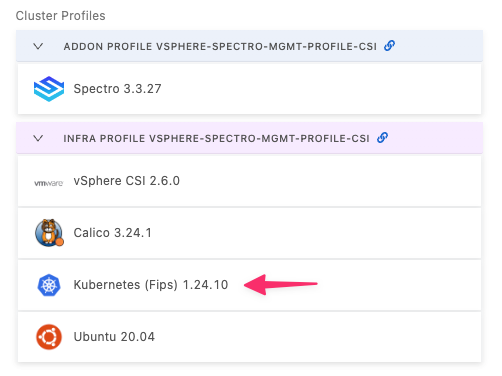 Cluster Profiles
ADDON PROFILE VSPHERE-SPECTRO-MGMT-PROFILE-CSI
Spectro 3.3.27
INFRA PROFILE VSPHERE-SPECTRO-MGMT-PROFILE-CSI
vmware vSphere CSI 2.6.0
Calico 3.24.1
Kubernetes (Fips) 1.24.10
Ubuntu 20.04